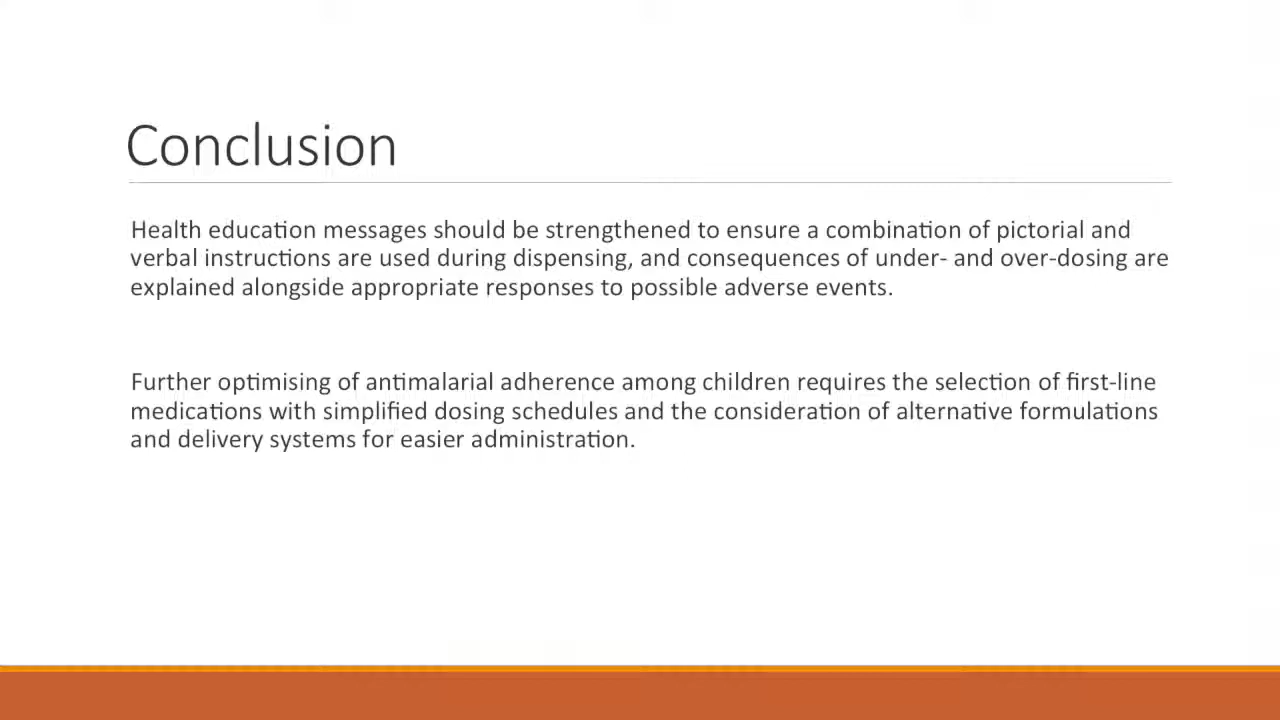 Conclusion
Health education messages should be strengthened to ensure a combination of pictorial and
verbal instructions are used during dispensing, and consequences of under- and over-dosing are
explained alongside appropriate responses to possible adverse events.
Further optimising of antimalarial adherence among children requires the selection of first-line
medications with simplified dosing schedules and the consideration of alternative formulations
and delivery systems for easier administration.